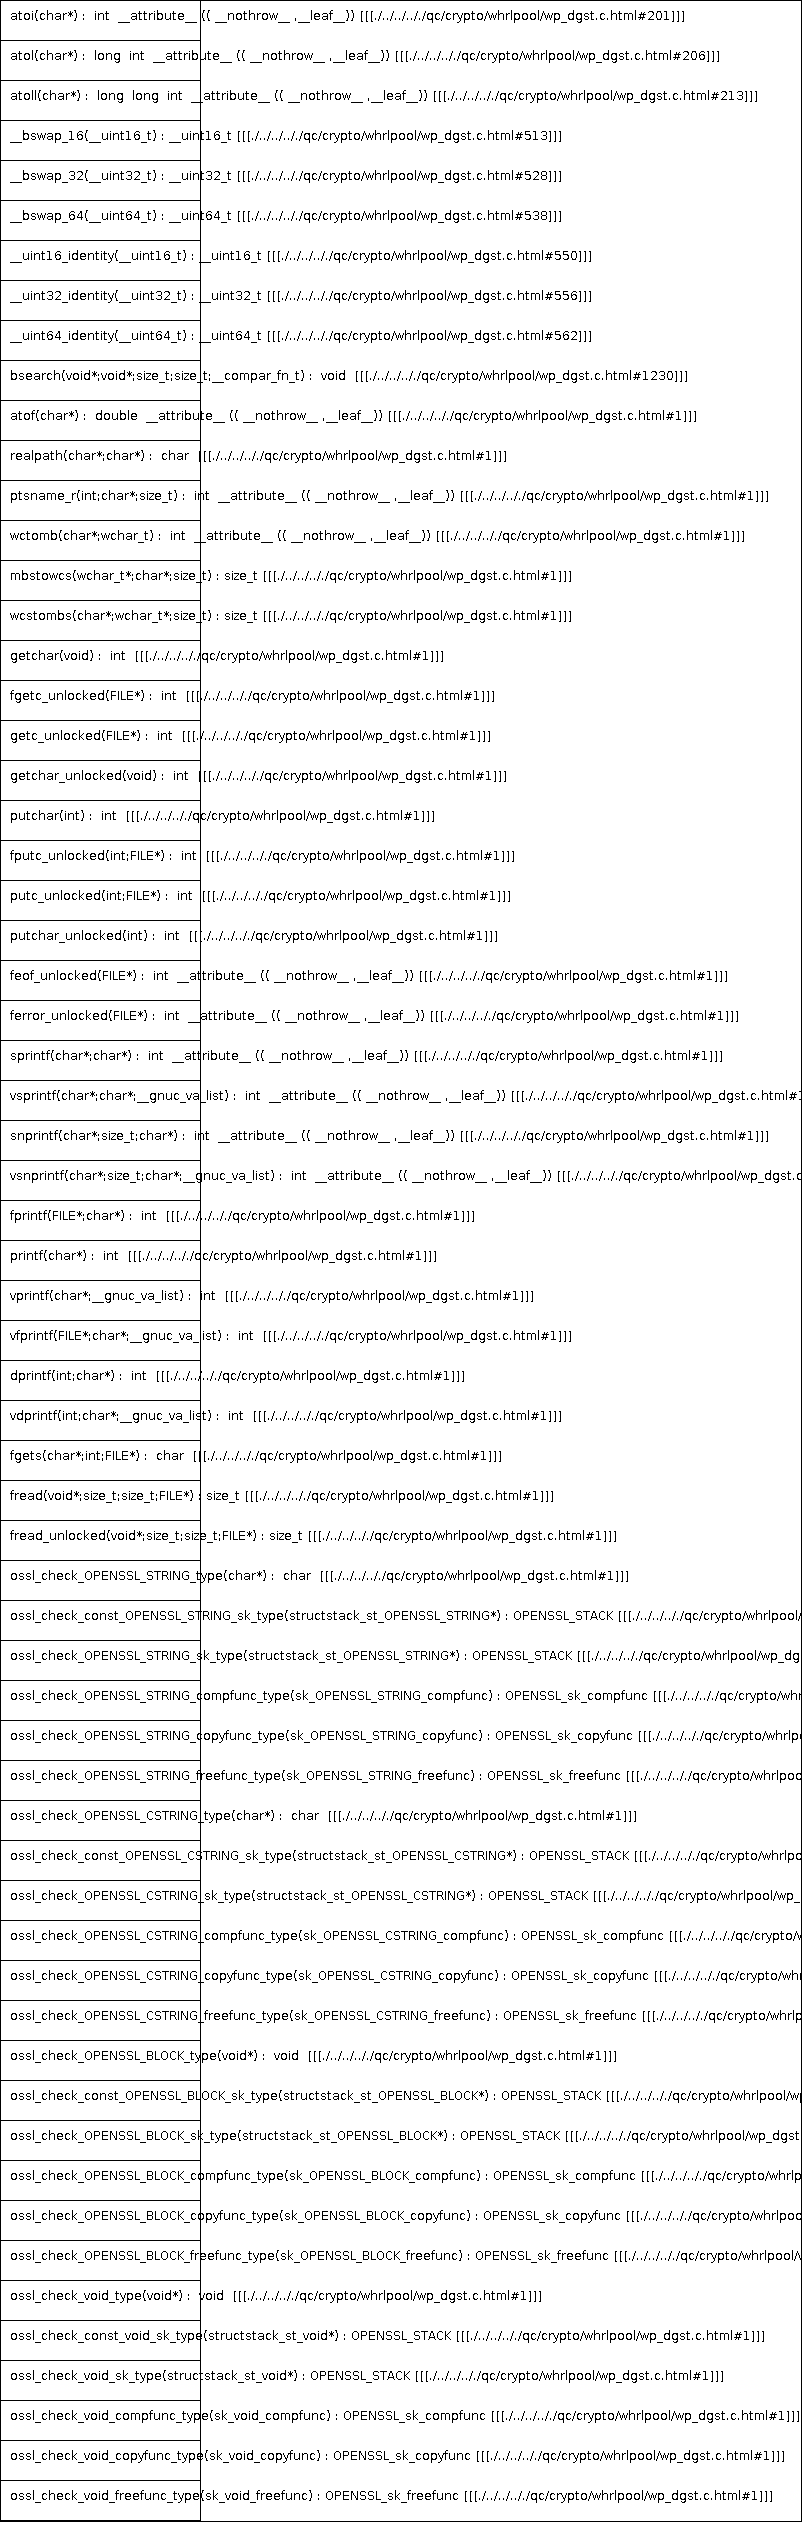 atoi(char*) : int __attribute__ (( __nothrow__ ,__leaf__)) [[[./../../../../qc/crypto/whrlpool/wp_dgst.c.html#201]]]
atol(char*) : long int __attribute__ (( __nothrow__ ,__leaf__)) [[[./../../../../qc/crypto/whrlpool/wp_dgst.c.html#206]]]
atoll(char*) : long long int __attribute__ (( __nothrow__ ,__leaf__)) [[[./../../../../qc/crypto/whrlpool/wp_dgst.c.html#213]]]
__bswap_16(__uint16_t) : __uint16_t [[[./../../../../qc/crypto/whrlpool/wp_dgst.c.html#513]]]
__bswap_32(__uint32_t) : __uint32_t [[[./../../../../qc/crypto/whrlpool/wp_dgst.c.html#528]]]
__bswap_64(__uint64_t) : __uint64_t [[[./../../../../qc/crypto/whrlpool/wp_dgst.c.html#538]]]
__uint16_identity(__uint16_t) : __uint16_t [[[./../../../../qc/crypto/whrlpool/wp_dgst.c.html#550]]]
__uint32_identity(__uint32_t) : __uint32_t [[[./../../../../qc/crypto/whrlpool/wp_dgst.c.html#556]]]
__uint64_identity(__uint64_t) : __uint64_t [[[./../../../../qc/crypto/whrlpool/wp_dgst.c.html#562]]]
bsearch(void*;void*;size_t;size_t;__compar_fn_t) : void [[[./../../../../qc/crypto/whrlpool/wp_dgst.c.html#1230]]]
atof(char*) : double __attribute__ (( __nothrow__ ,__leaf__)) [[[./../../../../qc/crypto/whrlpool/wp_dgst.c.html#1]]]
realpath(char*;char*) : char [[[./../../../../qc/crypto/whrlpool/wp_dgst.c.html#1]]]
ptsname_r(int;char*;size_t) : int __attribute__ (( __nothrow__ ,__leaf__)) [[[./../../../../qc/crypto/whrlpool/wp_dgst.c.html#1]]]
wctomb(char*;wchar_t) : int __attribute__ (( __nothrow__ ,__leaf__)) [[[./../../../../qc/crypto/whrlpool/wp_dgst.c.html#1]]]
mbstowcs(wchar_t*;char*;size_t) : size_t [[[./../../../../qc/crypto/whrlpool/wp_dgst.c.html#1]]]
wcstombs(char*;wchar_t*;size_t) : size_t [[[./../../../../qc/crypto/whrlpool/wp_dgst.c.html#1]]]
getchar(void) : int [[[./../../../../qc/crypto/whrlpool/wp_dgst.c.html#1]]]
fgetc_unlocked(FILE*) : int [[[./../../../../qc/crypto/whrlpool/wp_dgst.c.html#1]]]
getc_unlocked(FILE*) : int [[[./../../../../qc/crypto/whrlpool/wp_dgst.c.html#1]]]
getchar_unlocked(void) : int [[[./../../../../qc/crypto/whrlpool/wp_dgst.c.html#1]]]
putchar(int) : int [[[./../../../../qc/crypto/whrlpool/wp_dgst.c.html#1]]]
fputc_unlocked(int;FILE*) : int [[[./../../../../qc/crypto/whrlpool/wp_dgst.c.html#1]]]
putc_unlocked(int;FILE*) : int [[[./../../../../qc/crypto/whrlpool/wp_dgst.c.html#1]]]
putchar_unlocked(int) : int [[[./../../../../qc/crypto/whrlpool/wp_dgst.c.html#1]]]
feof_unlocked(FILE*) : int __attribute__ (( __nothrow__ ,__leaf__)) [[[./../../../../qc/crypto/whrlpool/wp_dgst.c.html#1]]]
ferror_unlocked(FILE*) : int __attribute__ (( __nothrow__ ,__leaf__)) [[[./../../../../qc/crypto/whrlpool/wp_dgst.c.html#1]]]
sprintf(char*;char*) : int __attribute__ (( __nothrow__ ,__leaf__)) [[[./../../../../qc/crypto/whrlpool/wp_dgst.c.html#1]]]
vsprintf(char*;char*;__gnuc_va_list) : int __attribute__ (( __nothrow__ ,__leaf__)) [[[./../../../../qc/crypto/whrlpool/wp_dgst.c.html#1
snprintf(char*;size_t;char*) : int __attribute__ (( __nothrow__ ,__leaf__)) [[[./../../../../qc/crypto/whrlpool/wp_dgst.c.html#1]]]
vsnprintf(char*;size_t;char*;__gnuc_va_list) : int __attribute__ (( __nothrow__ ,__leaf__)) [[[./../../../../qc/crypto/whrlpool/wp_dgst.c
fprintf(FILE*;char*) : int [[[./../../../../qc/crypto/whrlpool/wp_dgst.c.html#1]]]
printf(char*) : int [[[./../../../../qc/crypto/whrlpool/wp_dgst.c.html#1]]]
vprintf(char*;__gnuc_va_list) : int [[[./../../../../qc/crypto/whrlpool/wp_dgst.c.html#1]]]
vfprintf(FILE*;char*;__gnuc_va_list) : int [[[./../../../../qc/crypto/whrlpool/wp_dgst.c.html#1]]]
dprintf(int;char*) : int [[[./../../../../qc/crypto/whrlpool/wp_dgst.c.html#1]]]
vdprintf(int;char*;__gnuc_va_list) : int [[[./../../../../qc/crypto/whrlpool/wp_dgst.c.html#1]]]
fgets(char*;int;FILE*) : char [[[./../../../../qc/crypto/whrlpool/wp_dgst.c.html#1]]]
fread(void*;size_t;size_t;FILE*) : size_t [[[./../../../../qc/crypto/whrlpool/wp_dgst.c.html#1]]]
fread_unlocked(void*;size_t;size_t;FILE*) : size_t [[[./../../../../qc/crypto/whrlpool/wp_dgst.c.html#1]]]
ossl_check_OPENSSL_STRING_type(char*) : char [[[./../../../../qc/crypto/whrlpool/wp_dgst.c.html#1]]]
ossl_check_const_OPENSSL_STRING_sk_type(structstack_st_OPENSSL_STRING*) : OPENSSL_STACK [[[./../../../../qc/crypto/whrlpool/
ossl_check_OPENSSL_STRING_sk_type(structstack_st_OPENSSL_STRING*) : OPENSSL_STACK [[[./../../../../qc/crypto/whrlpool/wp_dg
ossl_check_OPENSSL_STRING_compfunc_type(sk_OPENSSL_STRING_compfunc) : OPENSSL_sk_compfunc [[[./../../../../qc/crypto/whr
ossl_check_OPENSSL_STRING_copyfunc_type(sk_OPENSSL_STRING_copyfunc) : OPENSSL_sk_copyfunc [[[./../../../../qc/crypto/whrlp
ossl_check_OPENSSL_STRING_freefunc_type(sk_OPENSSL_STRING_freefunc) : OPENSSL_sk_freefunc [[[./../../../../qc/crypto/whrlpoo
ossl_check_OPENSSL_CSTRING_type(char*) : char [[[./../../../../qc/crypto/whrlpool/wp_dgst.c.html#1]]]
ossl_check_const_OPENSSL_CSTRING_sk_type(structstack_st_OPENSSL_CSTRING*) : OPENSSL_STACK [[[./../../../../qc/crypto/whrlpo
ossl_check_OPENSSL_CSTRING_sk_type(structstack_st_OPENSSL_CSTRING*) : OPENSSL_STACK [[[./../../../../qc/crypto/whrlpool/wp_
ossl_check_OPENSSL_CSTRING_compfunc_type(sk_OPENSSL_CSTRING_compfunc) : OPENSSL_sk_compfunc [[[./../../../../qc/crypto/w
ossl_check_OPENSSL_CSTRING_copyfunc_type(sk_OPENSSL_CSTRING_copyfunc) : OPENSSL_sk_copyfunc [[[./../../../../qc/crypto/whr
ossl_check_OPENSSL_CSTRING_freefunc_type(sk_OPENSSL_CSTRING_freefunc) : OPENSSL_sk_freefunc [[[./../../../../qc/crypto/whrlp
ossl_check_OPENSSL_BLOCK_type(void*) : void [[[./../../../../qc/crypto/whrlpool/wp_dgst.c.html#1]]]
ossl_check_const_OPENSSL_BLOCK_sk_type(structstack_st_OPENSSL_BLOCK*) : OPENSSL_STACK [[[./../../../../qc/crypto/whrlpool/wp
ossl_check_OPENSSL_BLOCK_sk_type(structstack_st_OPENSSL_BLOCK*) : OPENSSL_STACK [[[./../../../../qc/crypto/whrlpool/wp_dgst
ossl_check_OPENSSL_BLOCK_compfunc_type(sk_OPENSSL_BLOCK_compfunc) : OPENSSL_sk_compfunc [[[./../../../../qc/crypto/whrlp
ossl_check_OPENSSL_BLOCK_copyfunc_type(sk_OPENSSL_BLOCK_copyfunc) : OPENSSL_sk_copyfunc [[[./../../../../qc/crypto/whrlpoo
ossl_check_OPENSSL_BLOCK_freefunc_type(sk_OPENSSL_BLOCK_freefunc) : OPENSSL_sk_freefunc [[[./../../../../qc/crypto/whrlpool/w
ossl_check_void_type(void*) : void [[[./../../../../qc/crypto/whrlpool/wp_dgst.c.html#1]]]
ossl_check_const_void_sk_type(structstack_st_void*) : OPENSSL_STACK [[[./../../../../qc/crypto/whrlpool/wp_dgst.c.html#1]]]
ossl_check_void_sk_type(structstack_st_void*) : OPENSSL_STACK [[[./../../../../qc/crypto/whrlpool/wp_dgst.c.html#1]]]
ossl_check_void_compfunc_type(sk_void_compfunc) : OPENSSL_sk_compfunc [[[./../../../../qc/crypto/whrlpool/wp_dgst.c.html#1]]]
ossl_check_void_copyfunc_type(sk_void_copyfunc) : OPENSSL_sk_copyfunc [[[./../../../../qc/crypto/whrlpool/wp_dgst.c.html#1]]]
ossl_check_void_freefunc_type(sk_void_freefunc) : OPENSSL_sk_freefunc [[[./../../../../qc/crypto/whrlpool/wp_dgst.c.html#1]]]